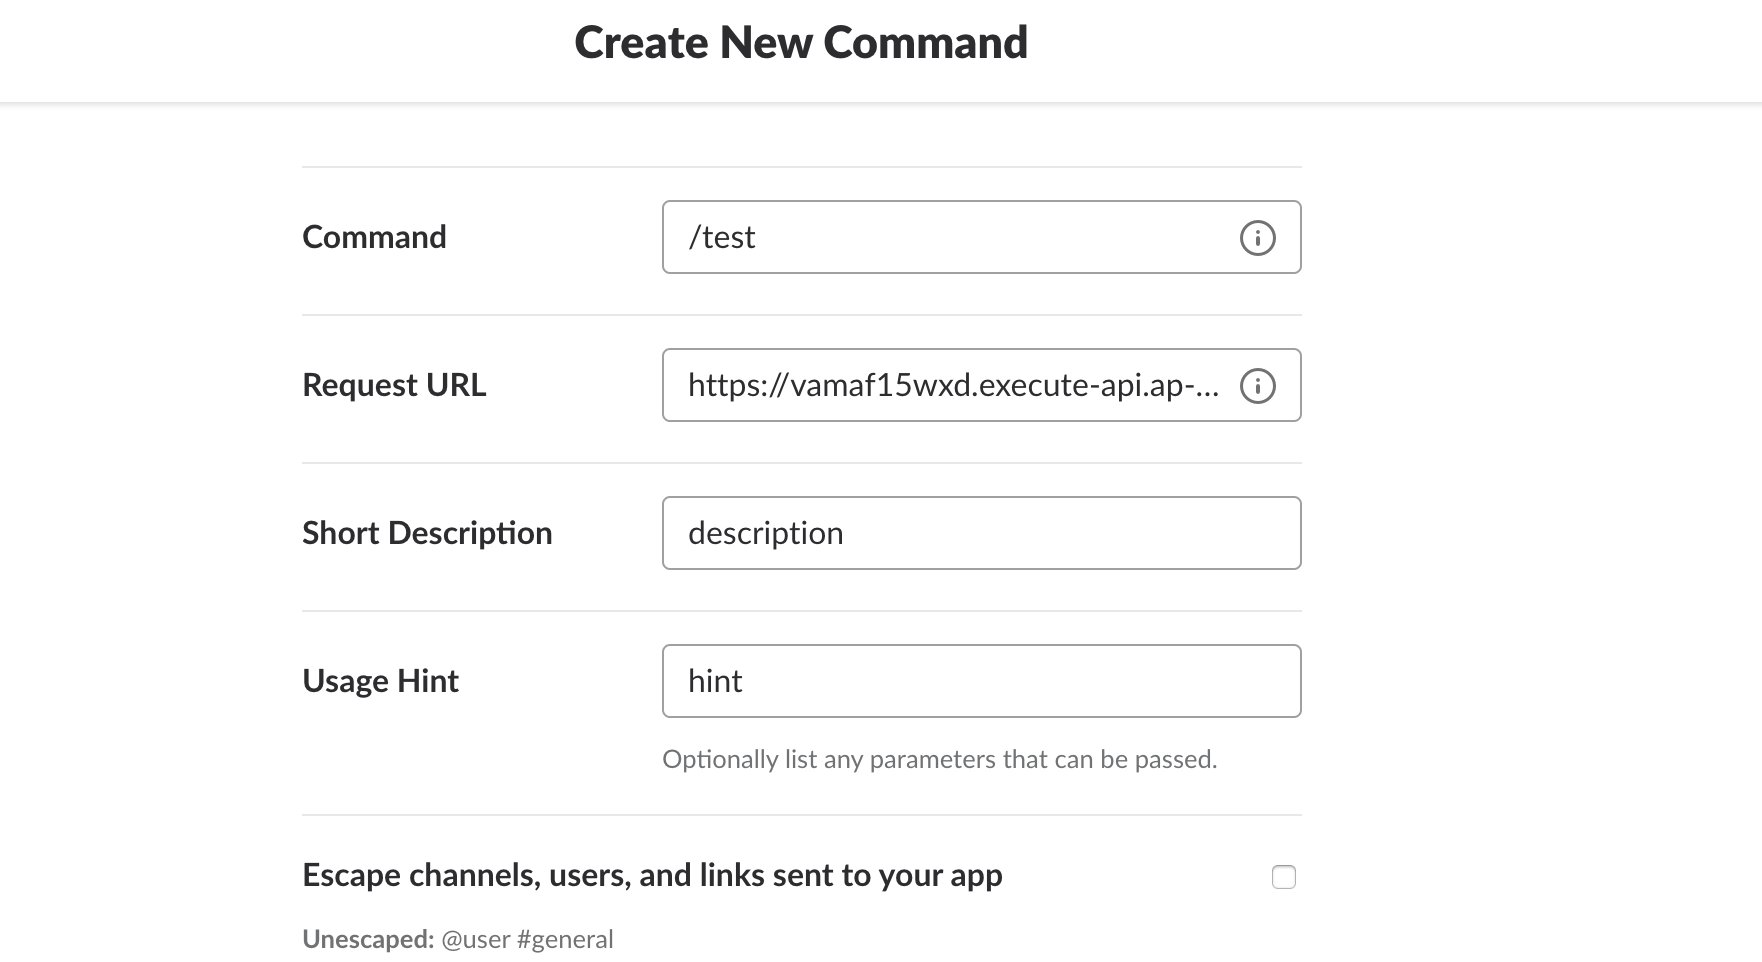 Create New Command
Command
/test
Request URL
https://vamaf15wxd.execute-api.ap-...
Short Description
description
Usage Hint
hint
Optionally list any parameters that can be passed.
Escape channels, users, and links sent to your app
Unescaped: @user #general